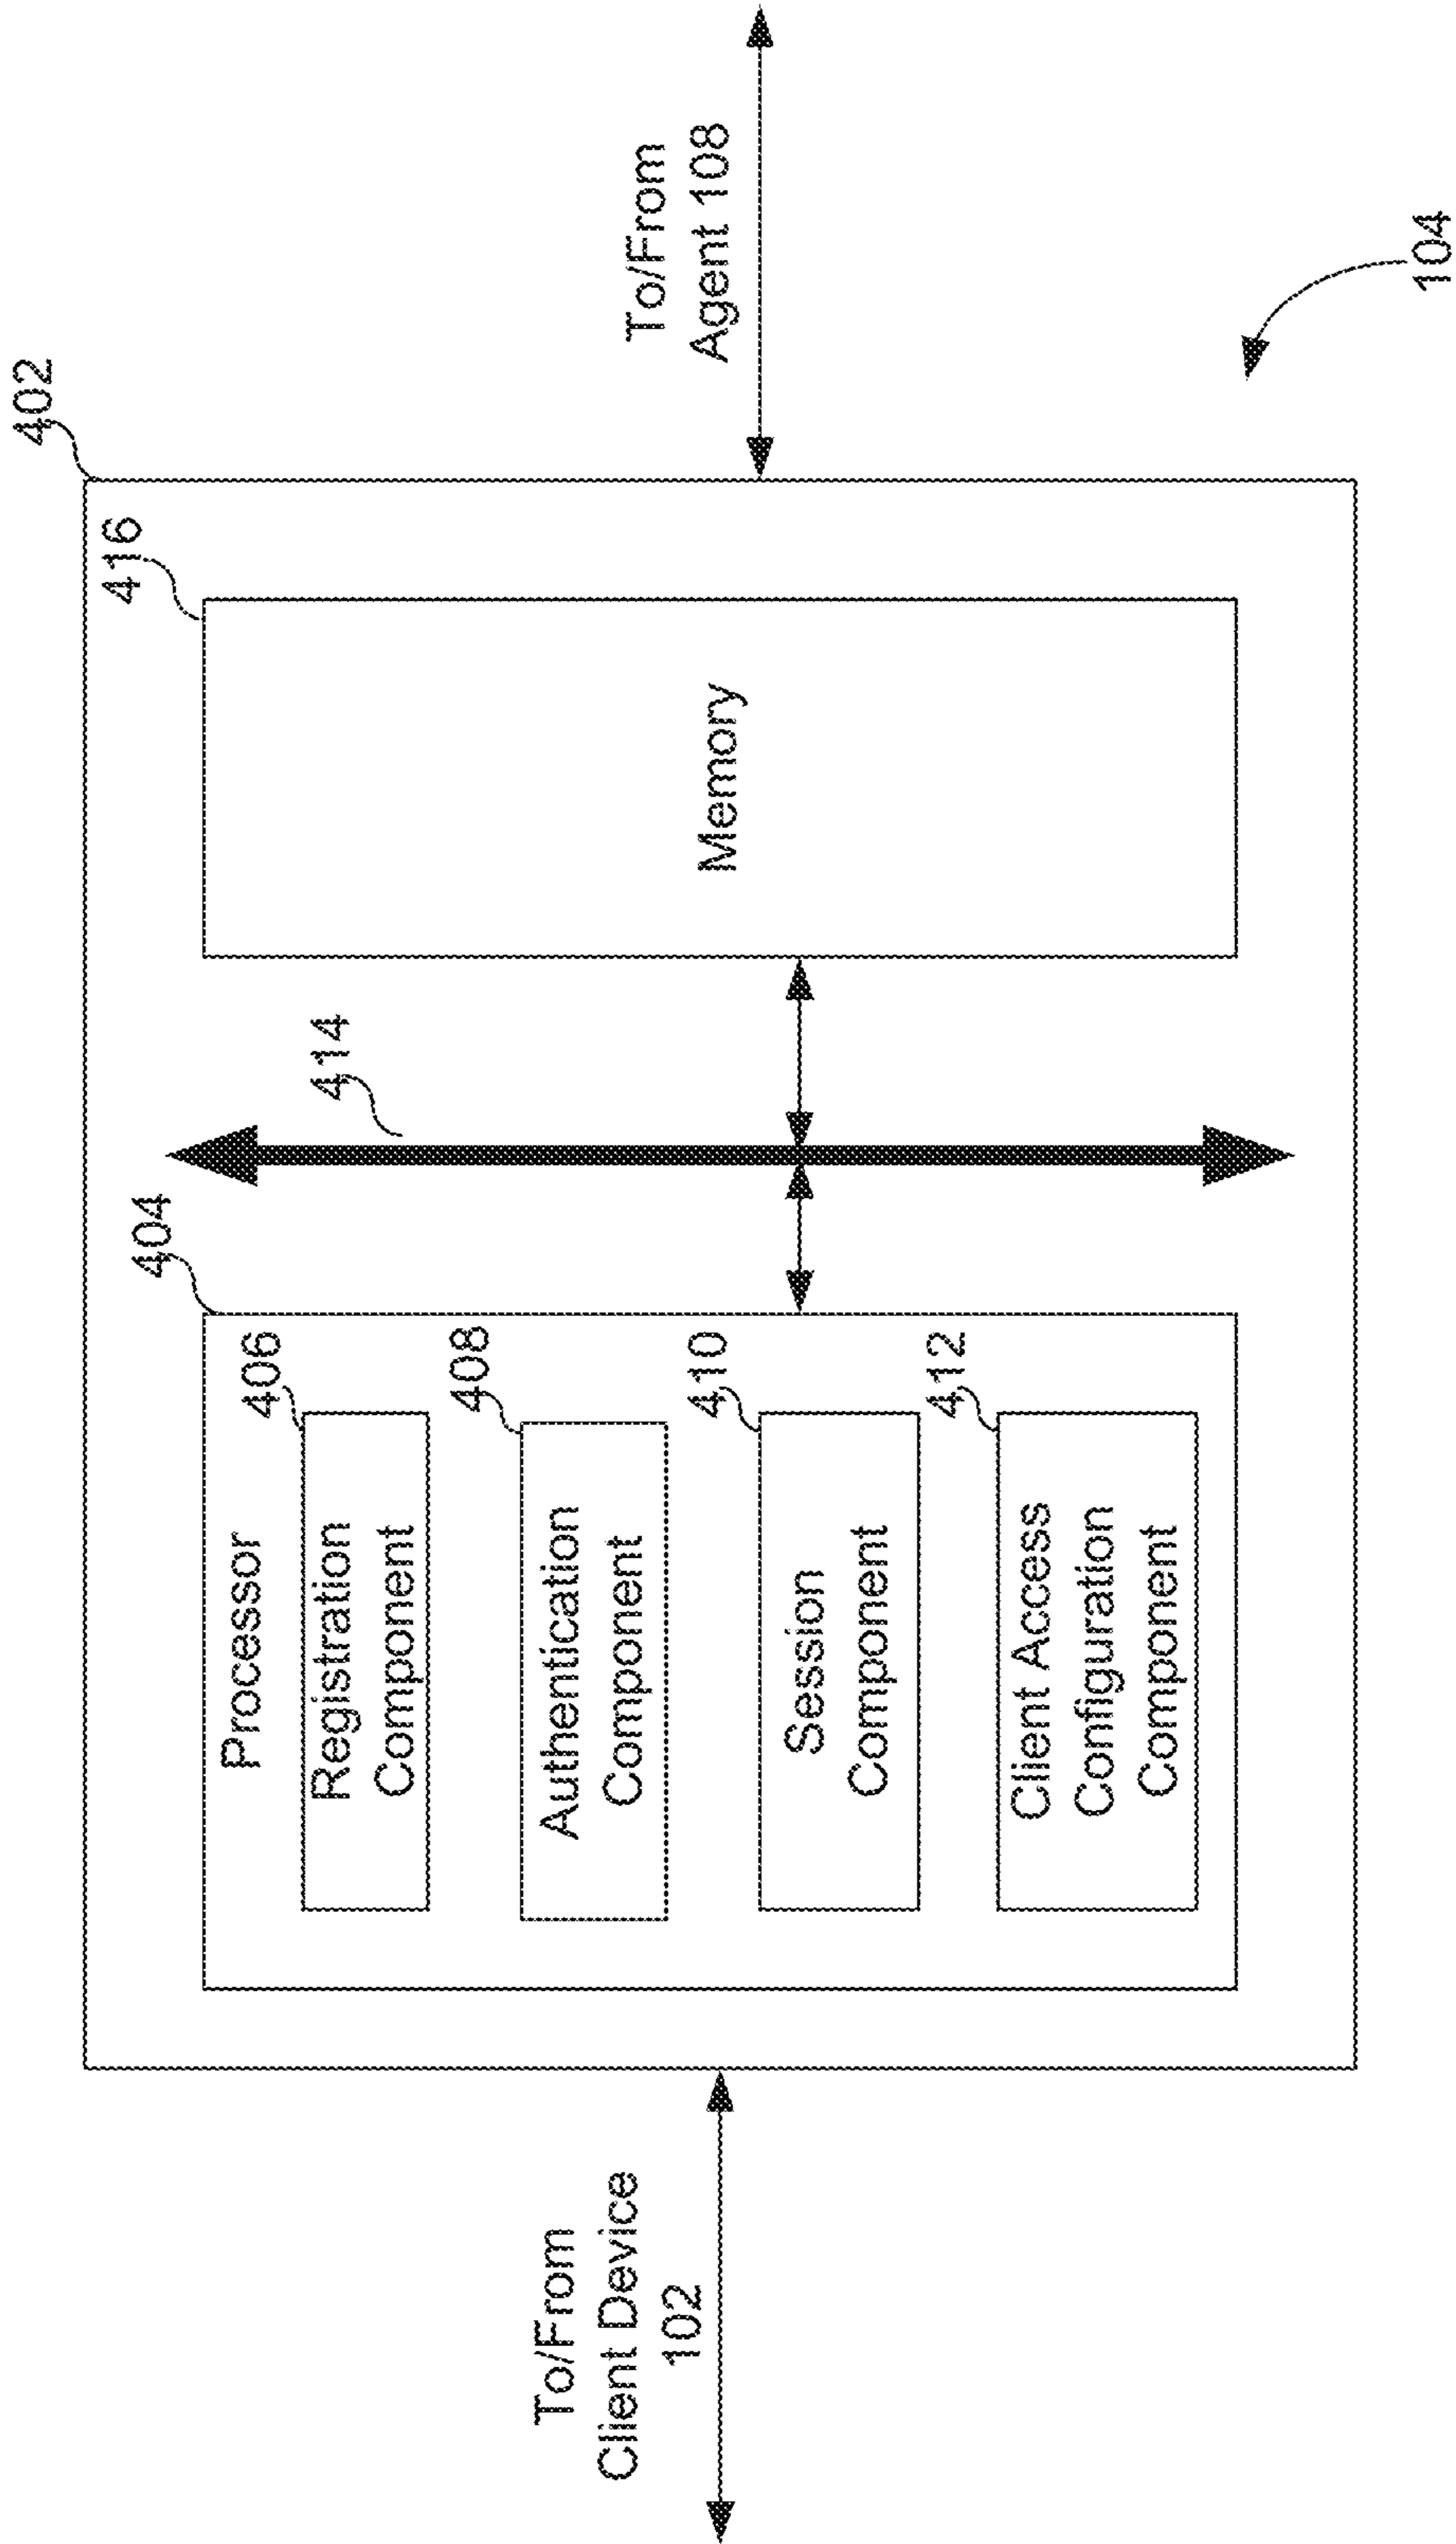 402
416
404
414
Processor
406
Registration
Component
408
Authentication
Component
410
Session
Component
412
Client Access
Configuration
Component
Memory
To/From
Client Device
102
To/From
Agent 108
104